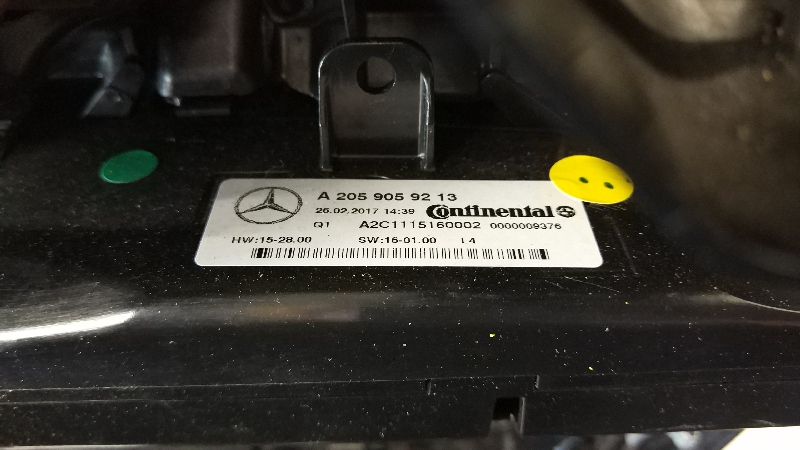 A 205 905 92 13
26.02.2017 14:39 Continental
Q1 A2C1115160002 0000009376
HW:15-28.00 SW:16-01.00 L4